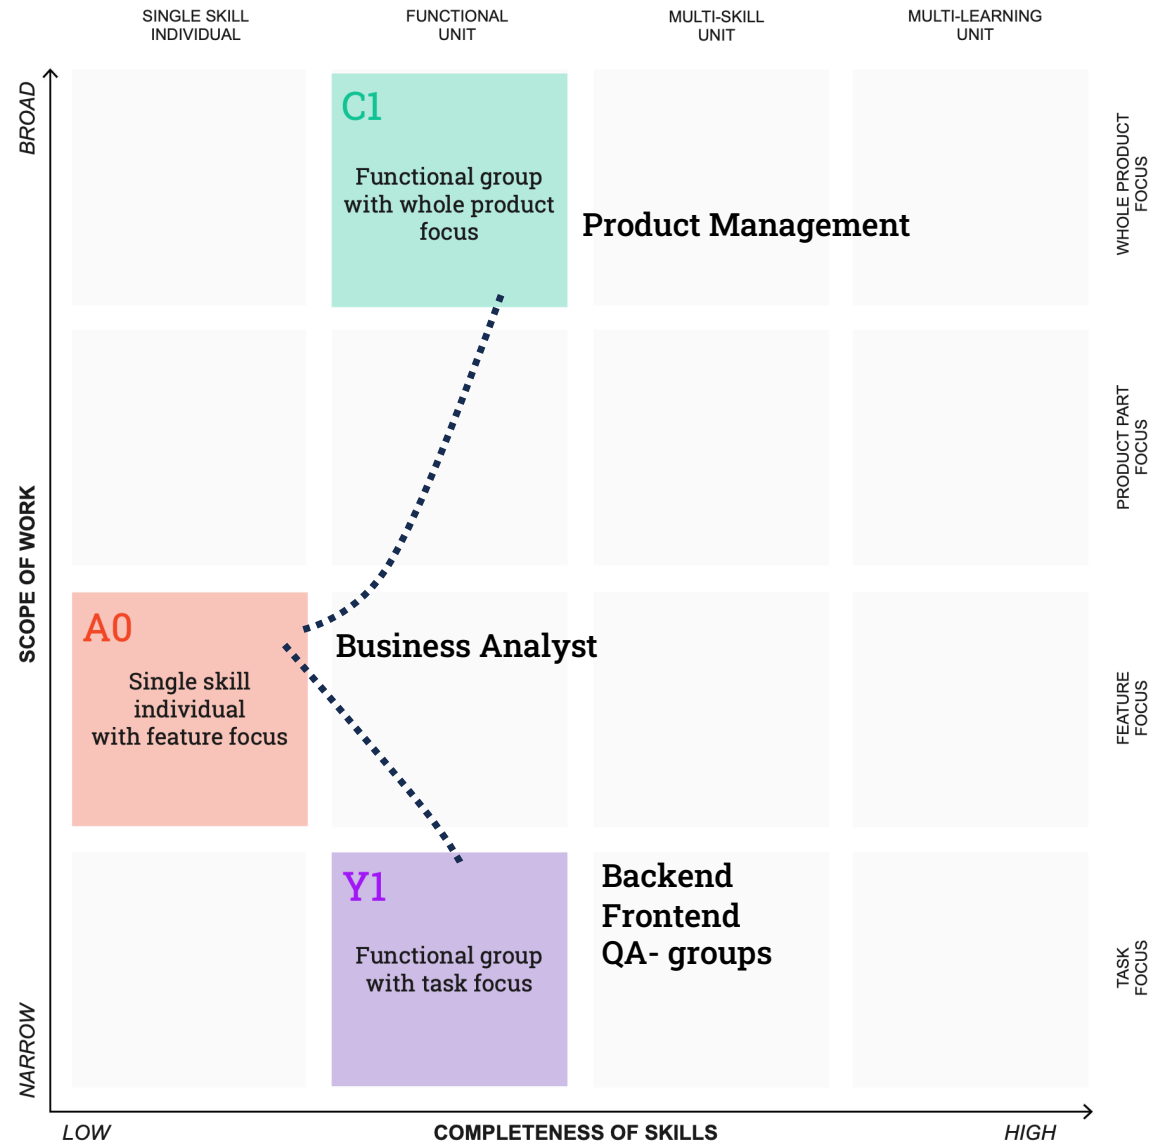 SINGLE SKILL
INDIVIDUAL
FUNCTIONAL
UNIT
MULTI-SKILL
UNIT
MULTI-LEARNING
UNIT
BROAD
C1
Functional group
with whole product
focus
Product Management
WHOLE PRODUCT
FOCUS
PRODUCT PART
FOCUS
SCOPE OF WORK
A0
Single skill
individual
with feature focus
Business Analyst
FEATURE
FOCUS
Y1
Functional group
with task focus
Backend
Frontend
QA- groups
TASK
FOCUS
NARROW
LOW
COMPLETENESS OF SKILLS
HIGH